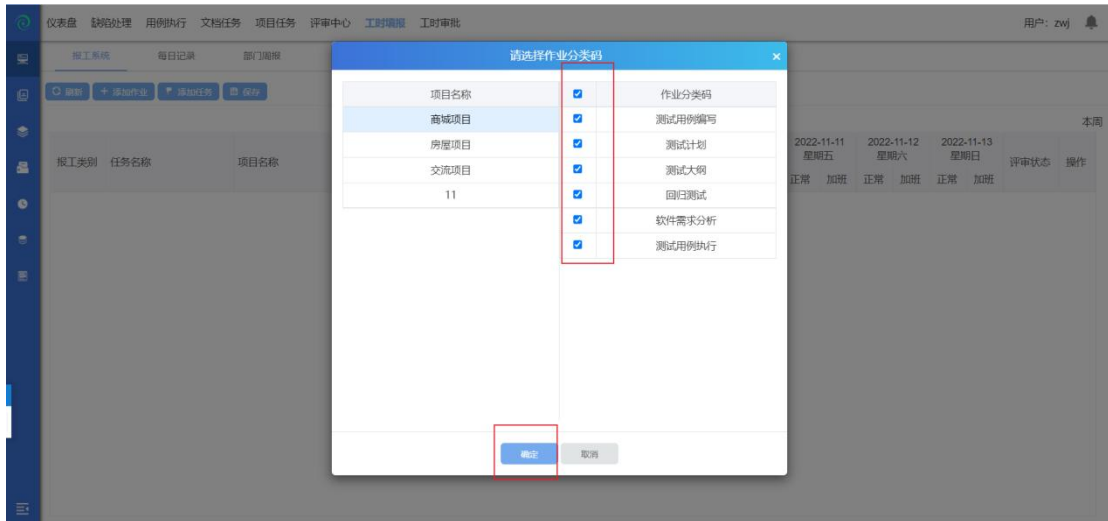 仪表盘 缺陷处理 用例执行 文档任务 项目任务 评审中心 工时填报 工时审批 用户：zwj
报工系统 每日记录 部门周报
请选择作业分类码 ×
刷新 + 添加作业 添加任务 保存
本周
项目名称 作业分类码
商城项目 测试用例编写
房屋项目 测试计划
交流项目 测试大纲
11 回归测试
软件需求分析
测试用例执行
报工类别 任务名称 项目名称
2022-11-11 2022-11-12 2022-11-13
星期五 星期六 星期日 评审状态 操作
正常 加班 正常 加班 正常 加班
确定 取消